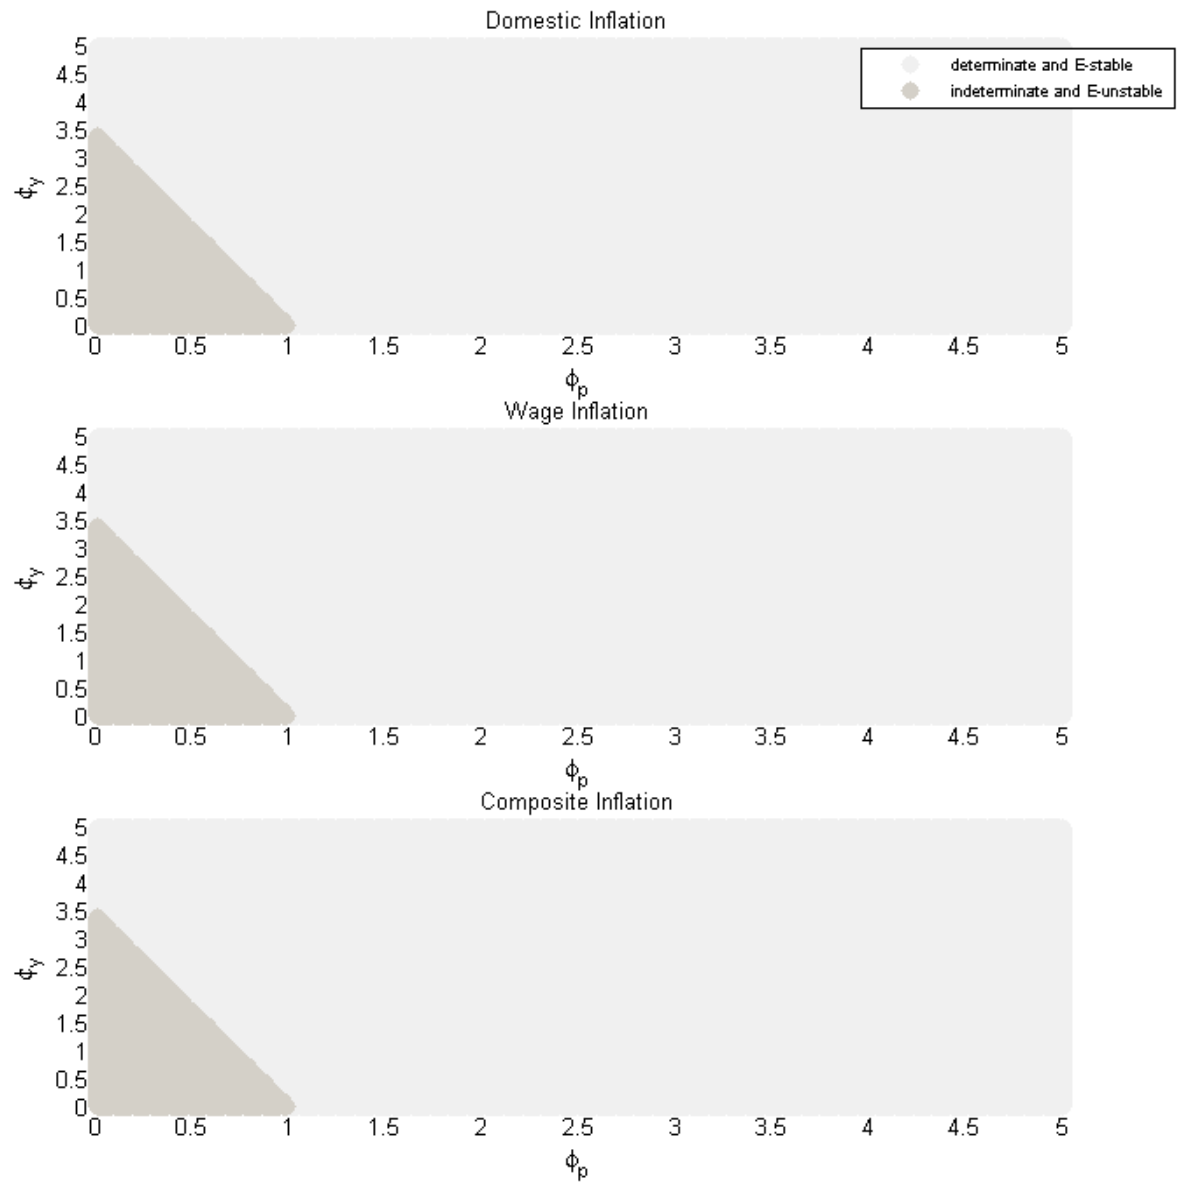 Domestic Inflation
determinate and E-stable
indeterminate and E-unstable
5
4.5
4
3.5
3
2.5
2
1.5
1
0.5
0
ϕy
0 0.5 1 1.5 2 2.5 3 3.5 4 4.5 5
ϕp
Wage Inflation
5
4.5
4
3.5
3
2.5
2
1.5
1
0.5
0
ϕy
0 0.5 1 1.5 2 2.5 3 3.5 4 4.5 5
ϕp
Composite Inflation
5
4.5
4
3.5
3
2.5
2
1.5
1
0.5
0
ϕy
0 0.5 1 1.5 2 2.5 3 3.5 4 4.5 5
ϕp